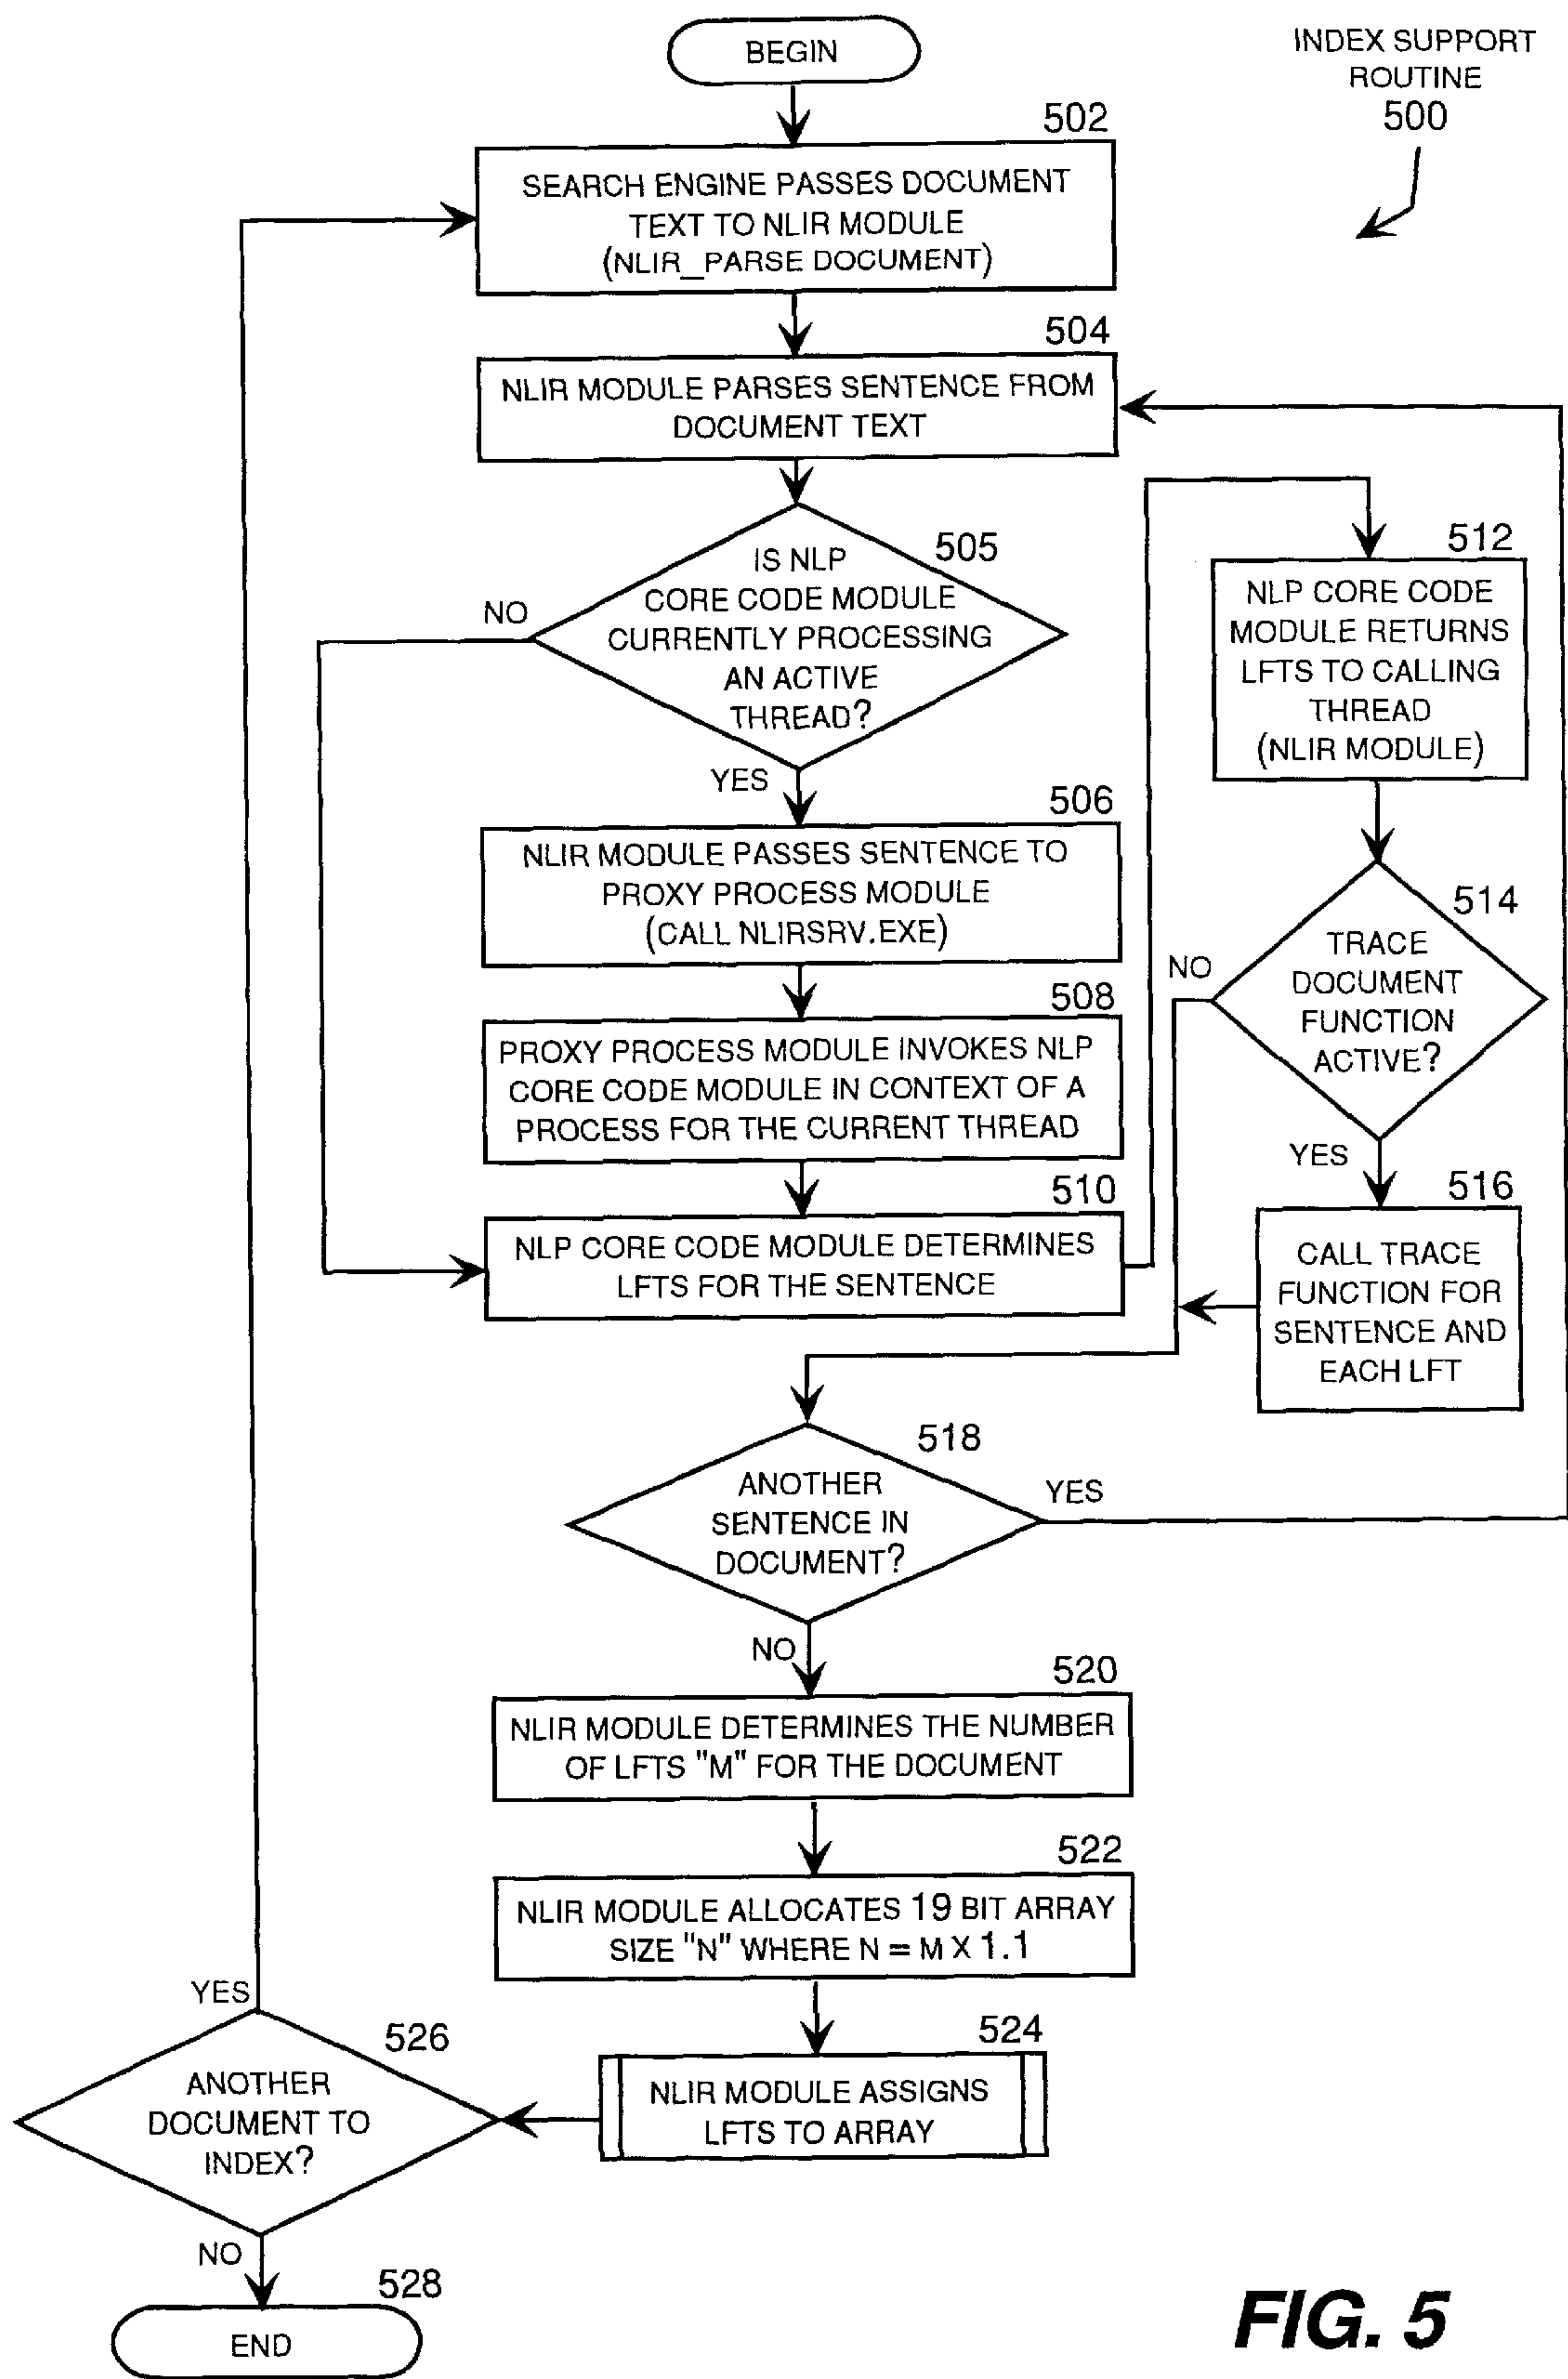 BEGIN
INDEX SUPPORT
ROUTINE
500
502
SEARCH ENGINE PASSES DOCUMENT
TEXT TO NLIR MODULE
(NLIR_PARSE DOCUMENT)
504
NLIR MODULE PARSES SENTENCE FROM
DOCUMENT TEXT
505
IS NLP
CORE CODE MODULE
CURRENTLY PROCESSING
AN ACTIVE
THREAD?
NO
YES
506
NLIR MODULE PASSES SENTENCE TO
PROXY PROCESS MODULE
(CALL NLIRSRV.EXE)
508
PROXY PROCESS MODULE INVOKES NLP
CORE CODE MODULE IN CONTEXT OF A
PROCESS FOR THE CURRENT THREAD
510
NLP CORE CODE MODULE DETERMINES
LFTS FOR THE SENTENCE
512
NLP CORE CODE
MODULE RETURNS
LFTS TO CALLING
THREAD
(NLIR MODULE)
514
TRACE
DOCUMENT
FUNCTION
ACTIVE?
NO
YES
516
CALL TRACE
FUNCTION FOR
SENTENCE AND
EACH LFT
518
ANOTHER
SENTENCE IN
DOCUMENT?
YES
NO
520
NLIR MODULE DETERMINES THE NUMBER
OF LFTS "M" FOR THE DOCUMENT
522
NLIR MODULE ALLOCATES 19 BIT ARRAY
SIZE "N" WHERE N = M X 1.1
524
NLIR MODULE ASSIGNS
LFTS TO ARRAY
526
ANOTHER
DOCUMENT TO
INDEX?
YES
NO
528
END
FIG. 5